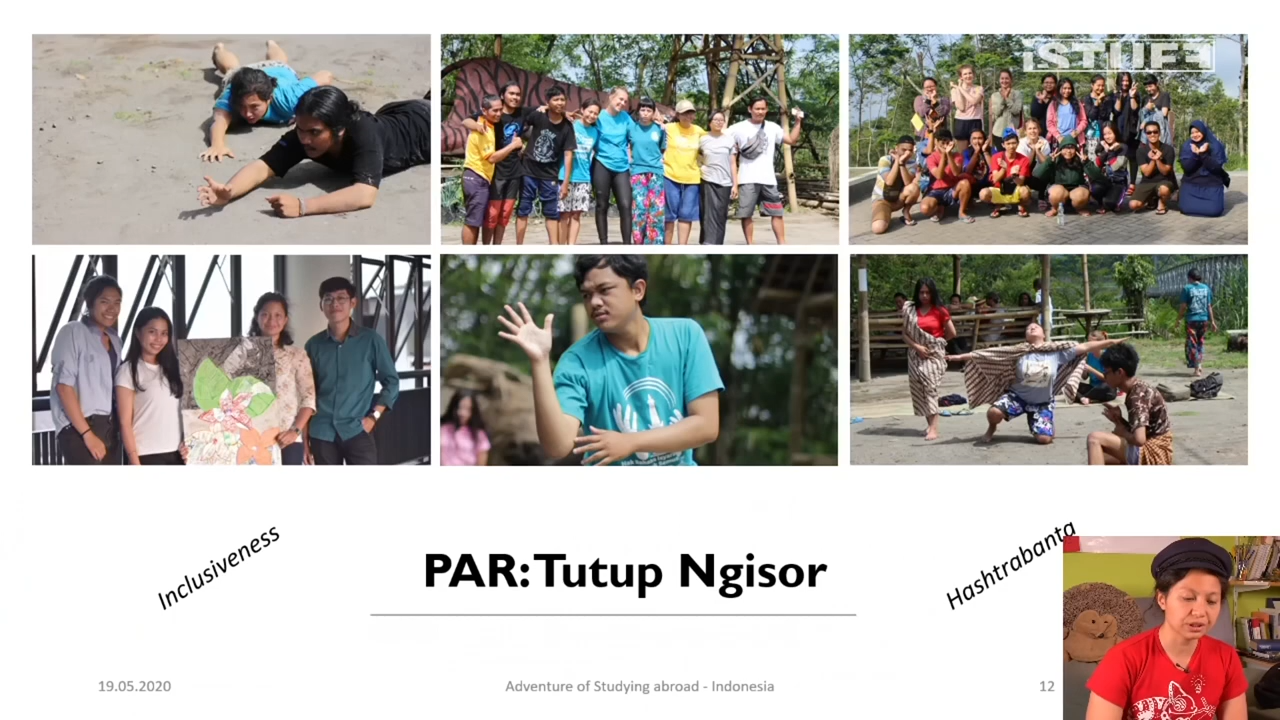 iSTUFE
Inclusiveness
PAR: Tutup Ngisor
Hashtrabanta
19.05.2020
Adventure of Studying abroad - Indonesia
12